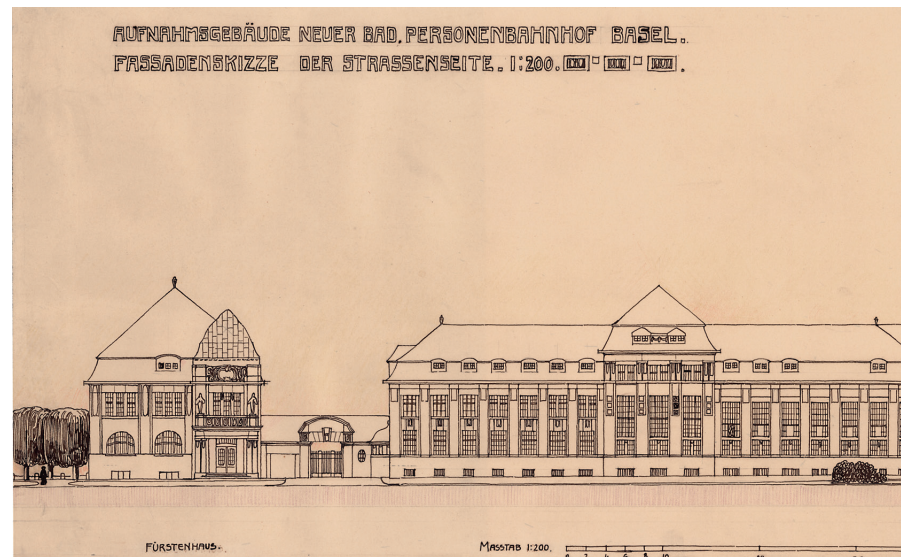 AUFNAHMSGEBÄUDE NEUER BAD. PERSONENBAHNHOF BASEL.
FASSADENSKIZZE DER STRASSENSEITE. 1:200.
FÜRSTENHAUS. MASSTAB 1:200.